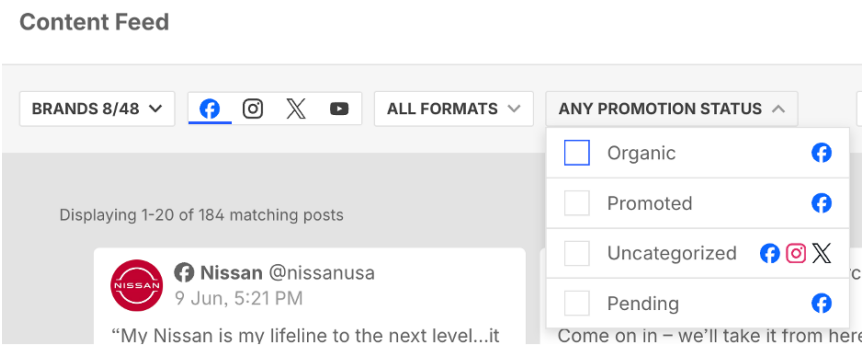 Content Feed
BRANDS 8/48
ALL FORMATS
ANY PROMOTION STATUS
Organic
Promoted
Uncategorized
Pending
Displaying 1-20 of 184 matching posts
NISSAN
Nissan @nissanusa
9 Jun, 5:21 PM
“My Nissan is my lifeline to the next level...it
Come on in – we’ll take it from here